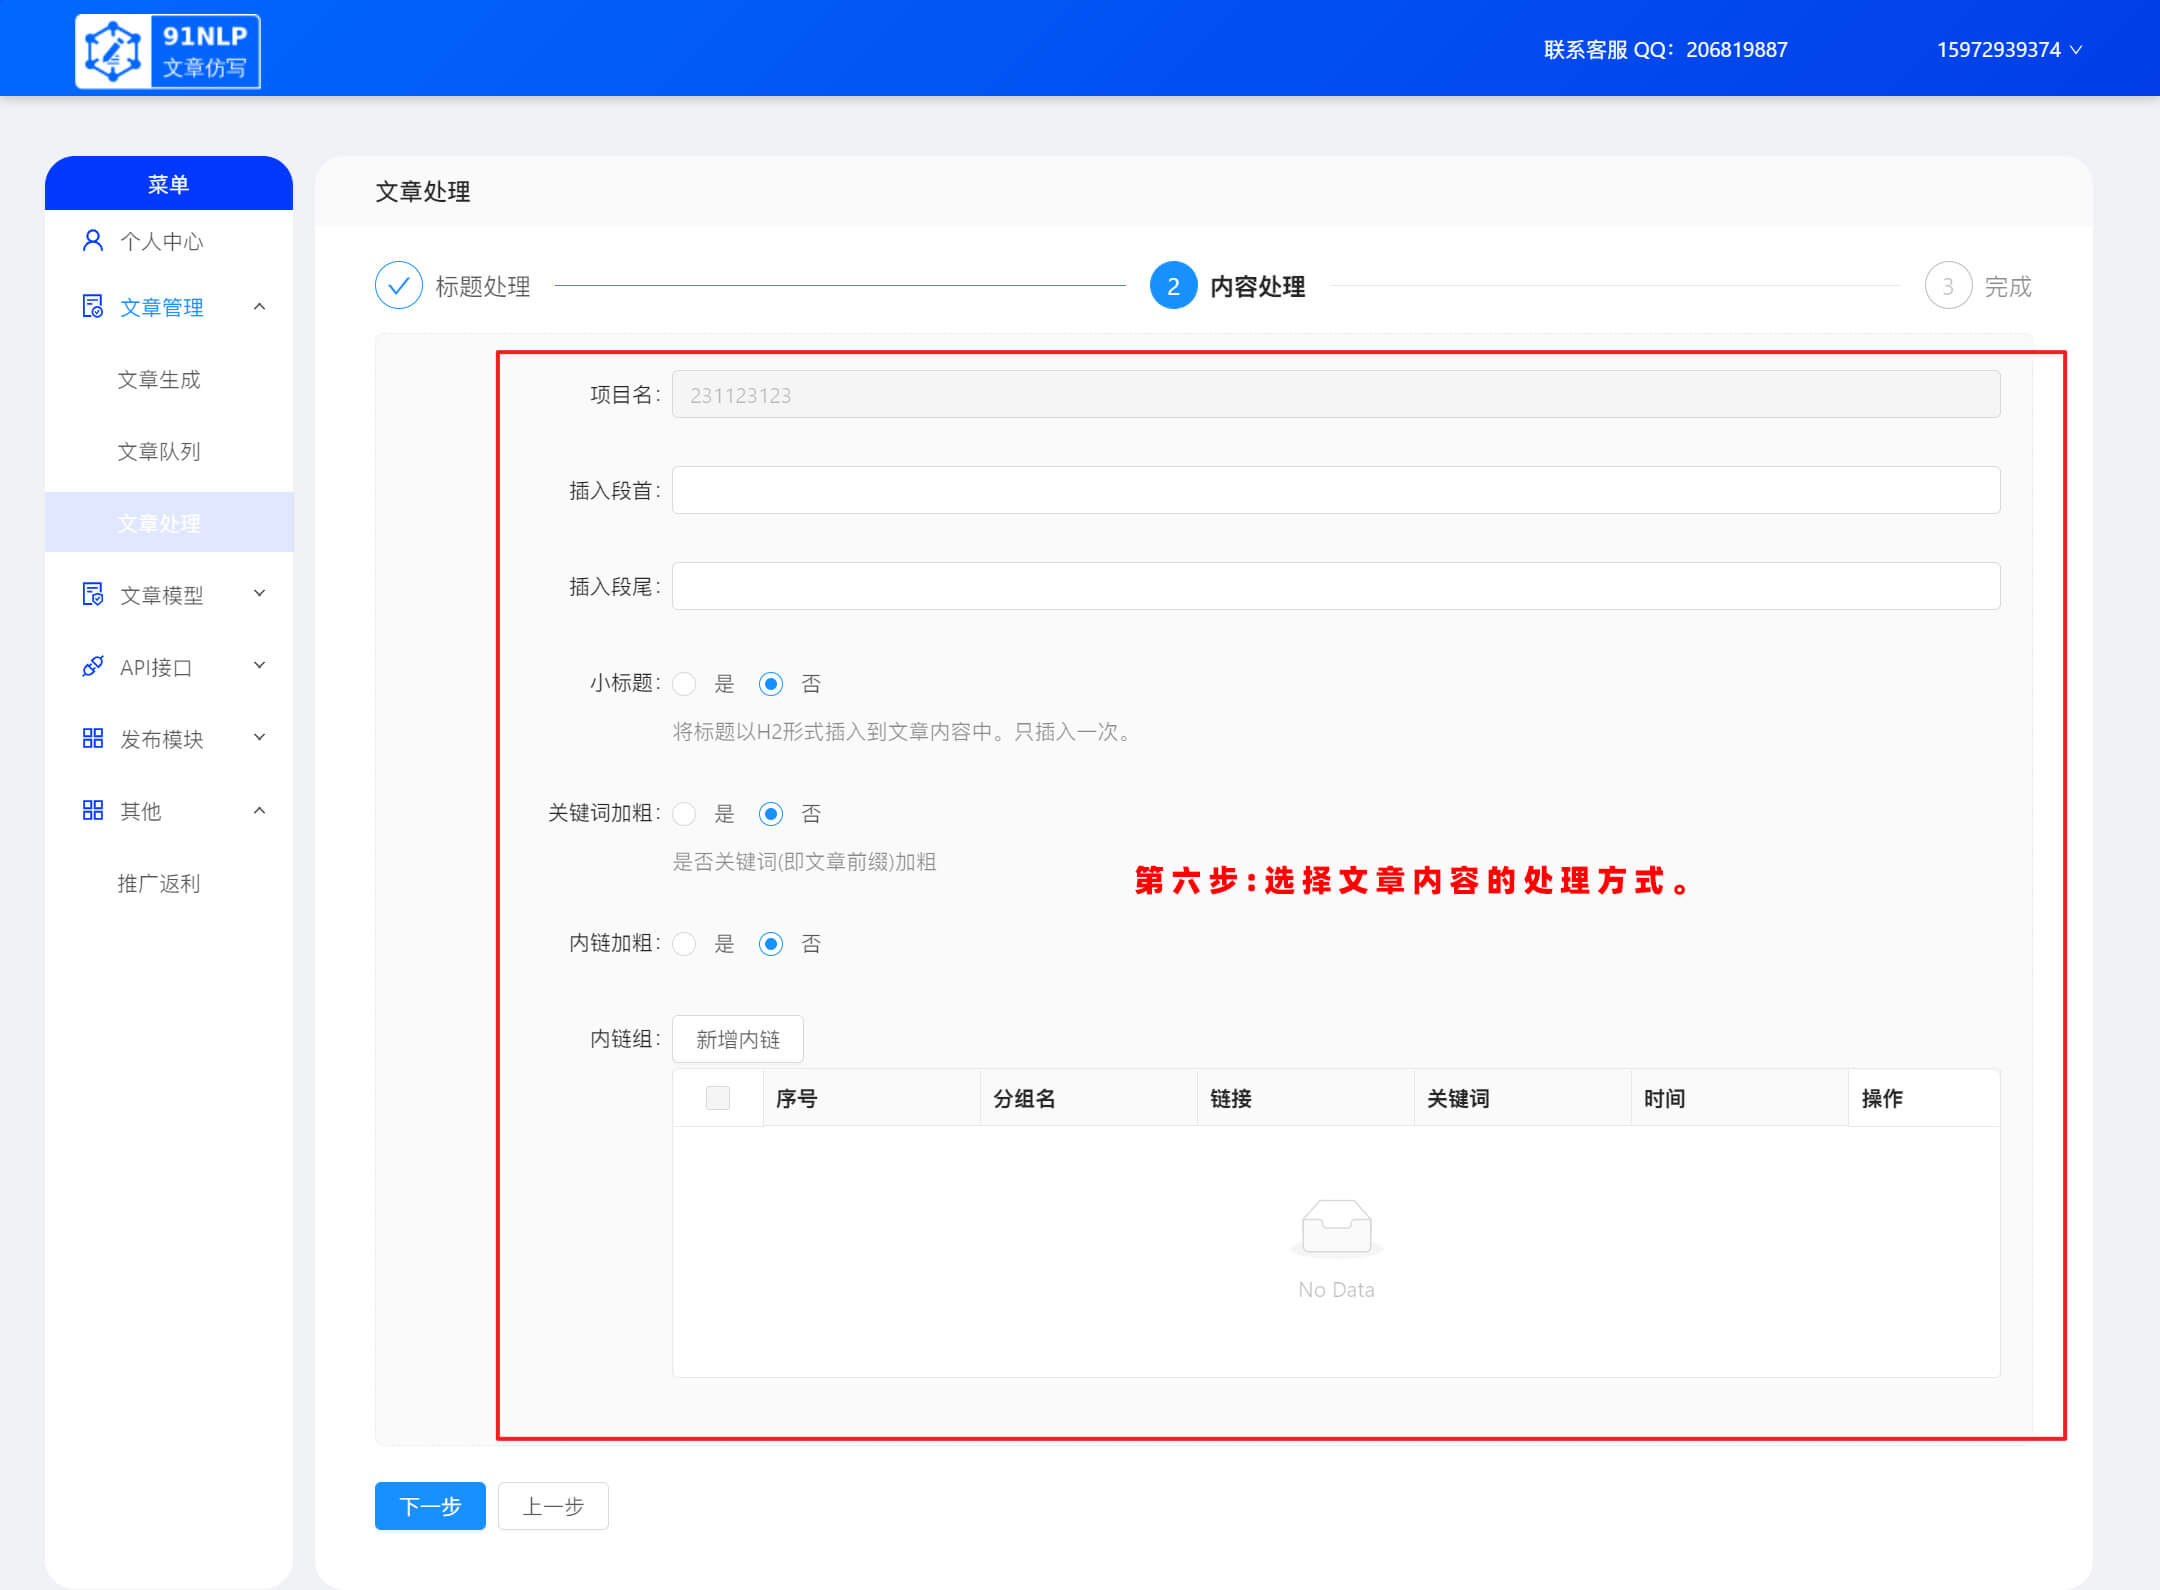 91NLP
文章仿写
联系客服 QQ：206819887
15972939374
菜单
个人中心
文章管理
文章生成
文章队列
文章处理
文章模型
API接口
发布模块
其他
推广返利
文章处理
标题处理
2 内容处理
3 完成
项目名： 231123123
插入段首：
插入段尾：
小标题： 是 否
将标题以H2形式插入到文章内容中。只插入一次。
关键词加粗： 是 否
是否关键词(即文章前缀)加粗
第六步：选择文章内容的处理方式。
内链加粗： 是 否
内链组： 新增内链
序号 分组名 链接 关键词 时间 操作
No Data
下一步 上一步